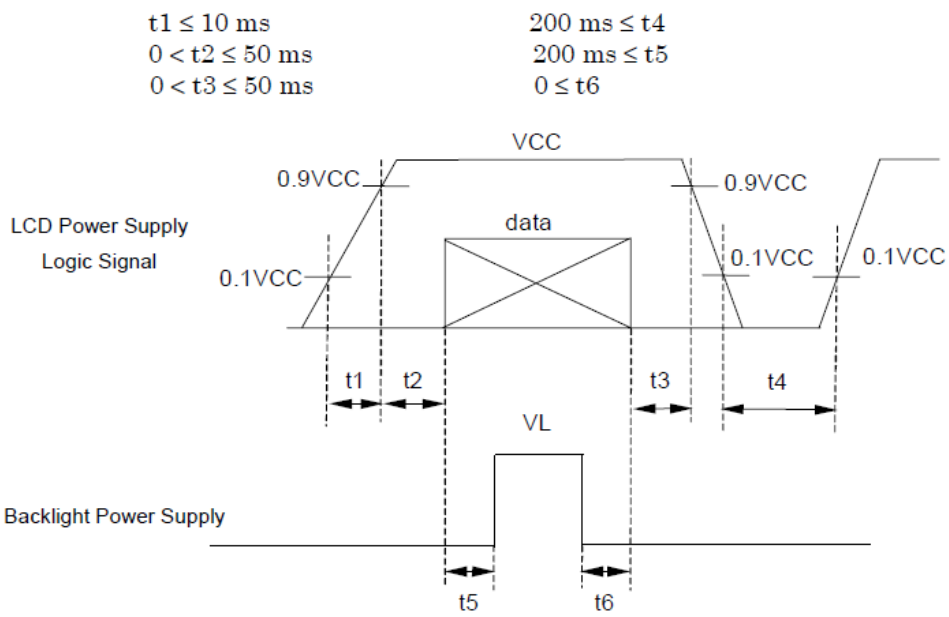 t1 ≤ 10 ms
200 ms ≤ t4
0 < t2 ≤ 50 ms
200 ms ≤ t5
0 < t3 ≤ 50 ms
0 ≤ t6
VCC
0.9VCC
0.9VCC
LCD Power Supply
Logic Signal
data
0.1VCC
0.1VCC
0.1VCC
t1
t2
t3
t4
VL
Backlight Power Supply
t5
t6